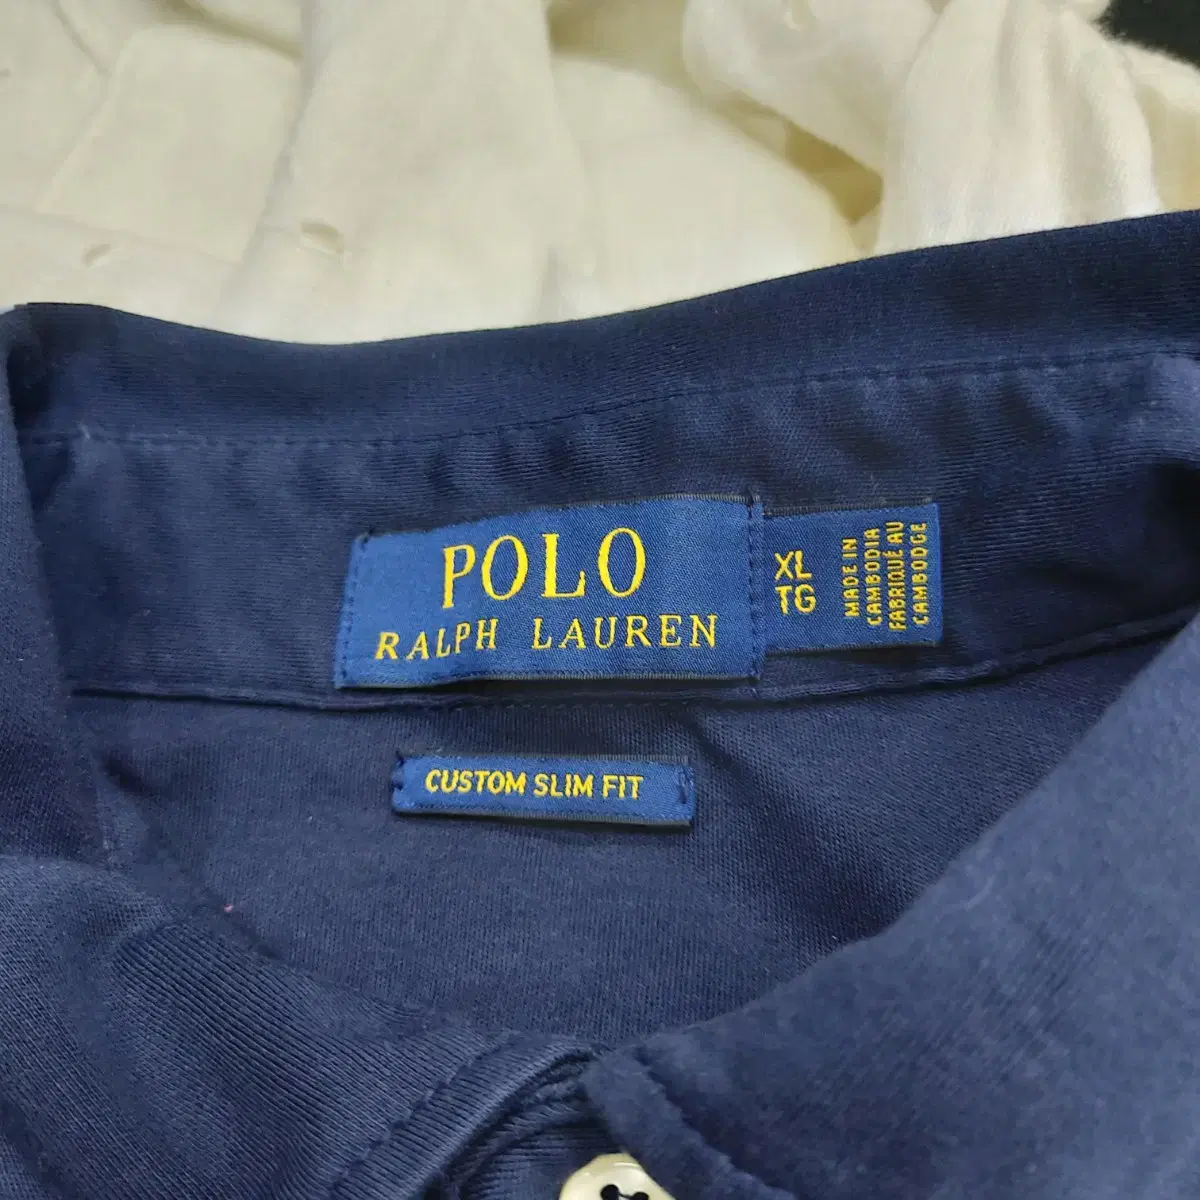 POLO
RALPH LAUREN
XL
TG
MADE IN
CAMBODIA
FABRIQUÉ AU
CAMBODGE
CUSTOM SLIM FIT